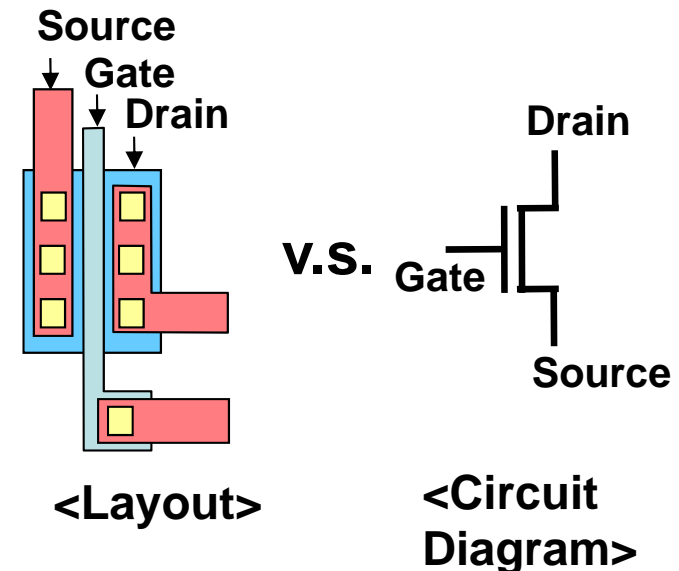 Source
Gate
Drain
v.s.
Drain
Gate
Source
<Layout>
<Circuit
Diagram>